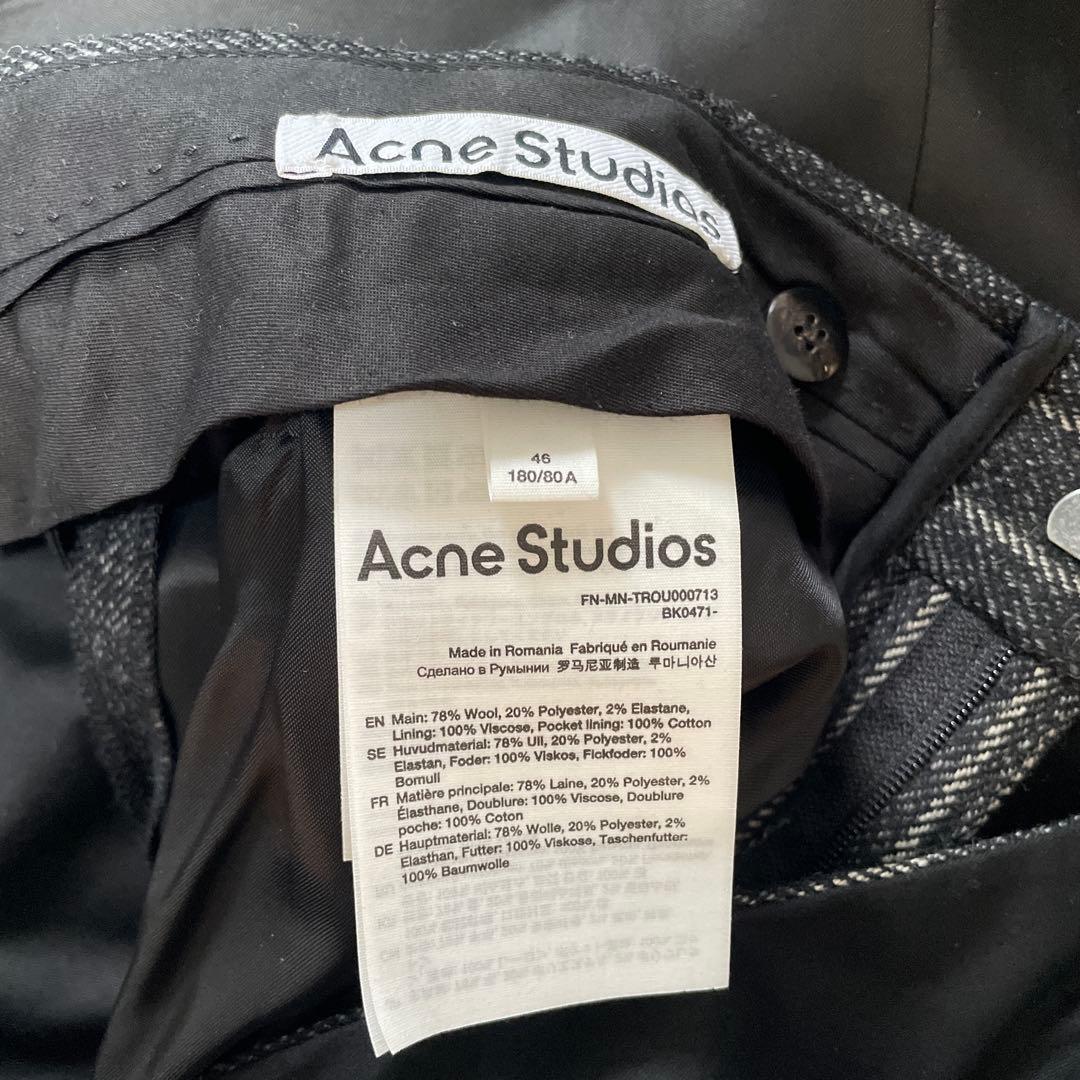 Acne Studios
46
180/80A
Acne Studios
FN-MN-TROU000713
BK0471-
Made in Romania Fabriqué en Roumanie
Сделано в Румынии 罗马尼亚制造 루마니아산
EN Main: 78% Wool, 20% Polyester, 2% Elastane,
Lining: 100% Viscose, Pocket lining: 100% Cotton
SE Huvudmaterial: 78% Ull, 20% Polyester, 2%
Elastan, Foder: 100% Viskos, Fickfoder: 100%
Bomull
FR Matière principale: 78% Laine, 20% Polyester, 2%
Élasthane, Doublure: 100% Viscose, Doublure
poche: 100% Coton
DE Hauptmaterial: 78% Wolle, 20% Polyester, 2%
Elasthan, Futter: 100% Viskose, Taschenfutter:
100% Baumwolle